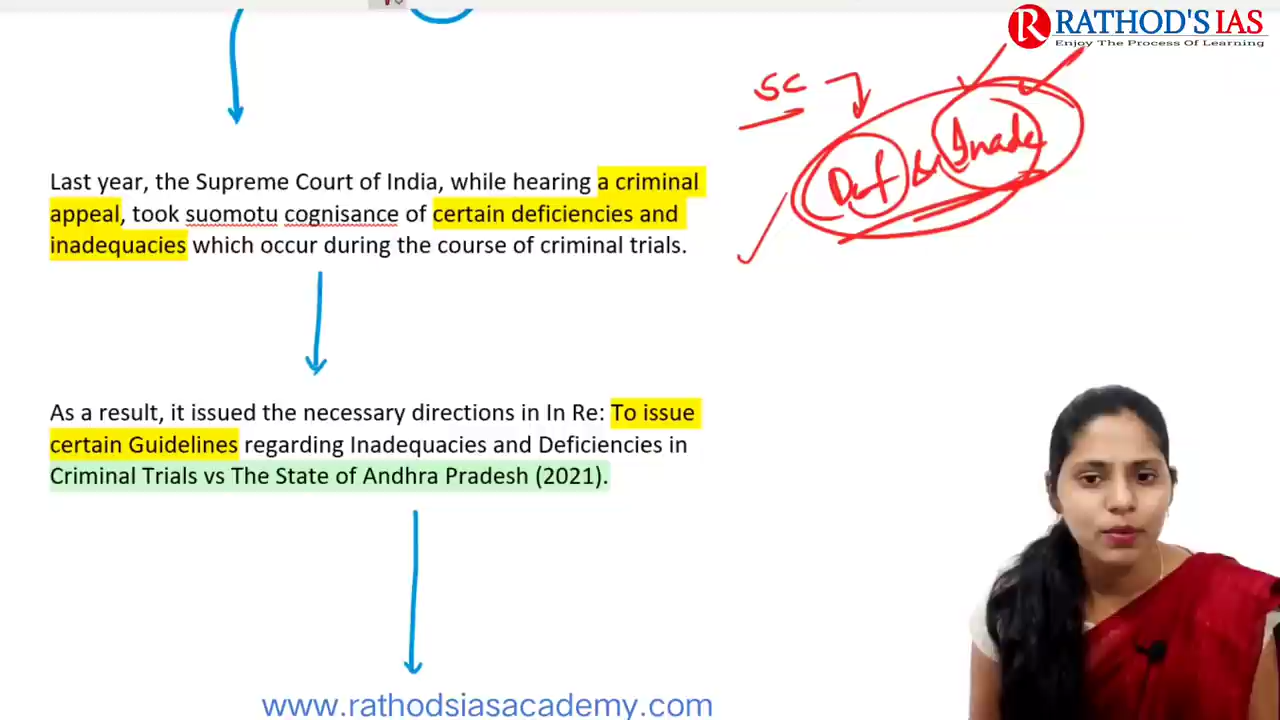 RATHOD'S IAS
Enjoy The Process Of Learning
SC
Def & Inade
Last year, the Supreme Court of India, while hearing a criminal
appeal, took suomotu cognisance of certain deficiencies and
inadequacies which occur during the course of criminal trials.
As a result, it issued the necessary directions in In Re: To issue
certain Guidelines regarding Inadequacies and Deficiencies in
Criminal Trials vs The State of Andhra Pradesh (2021).
www.rathodsiasacademy.com